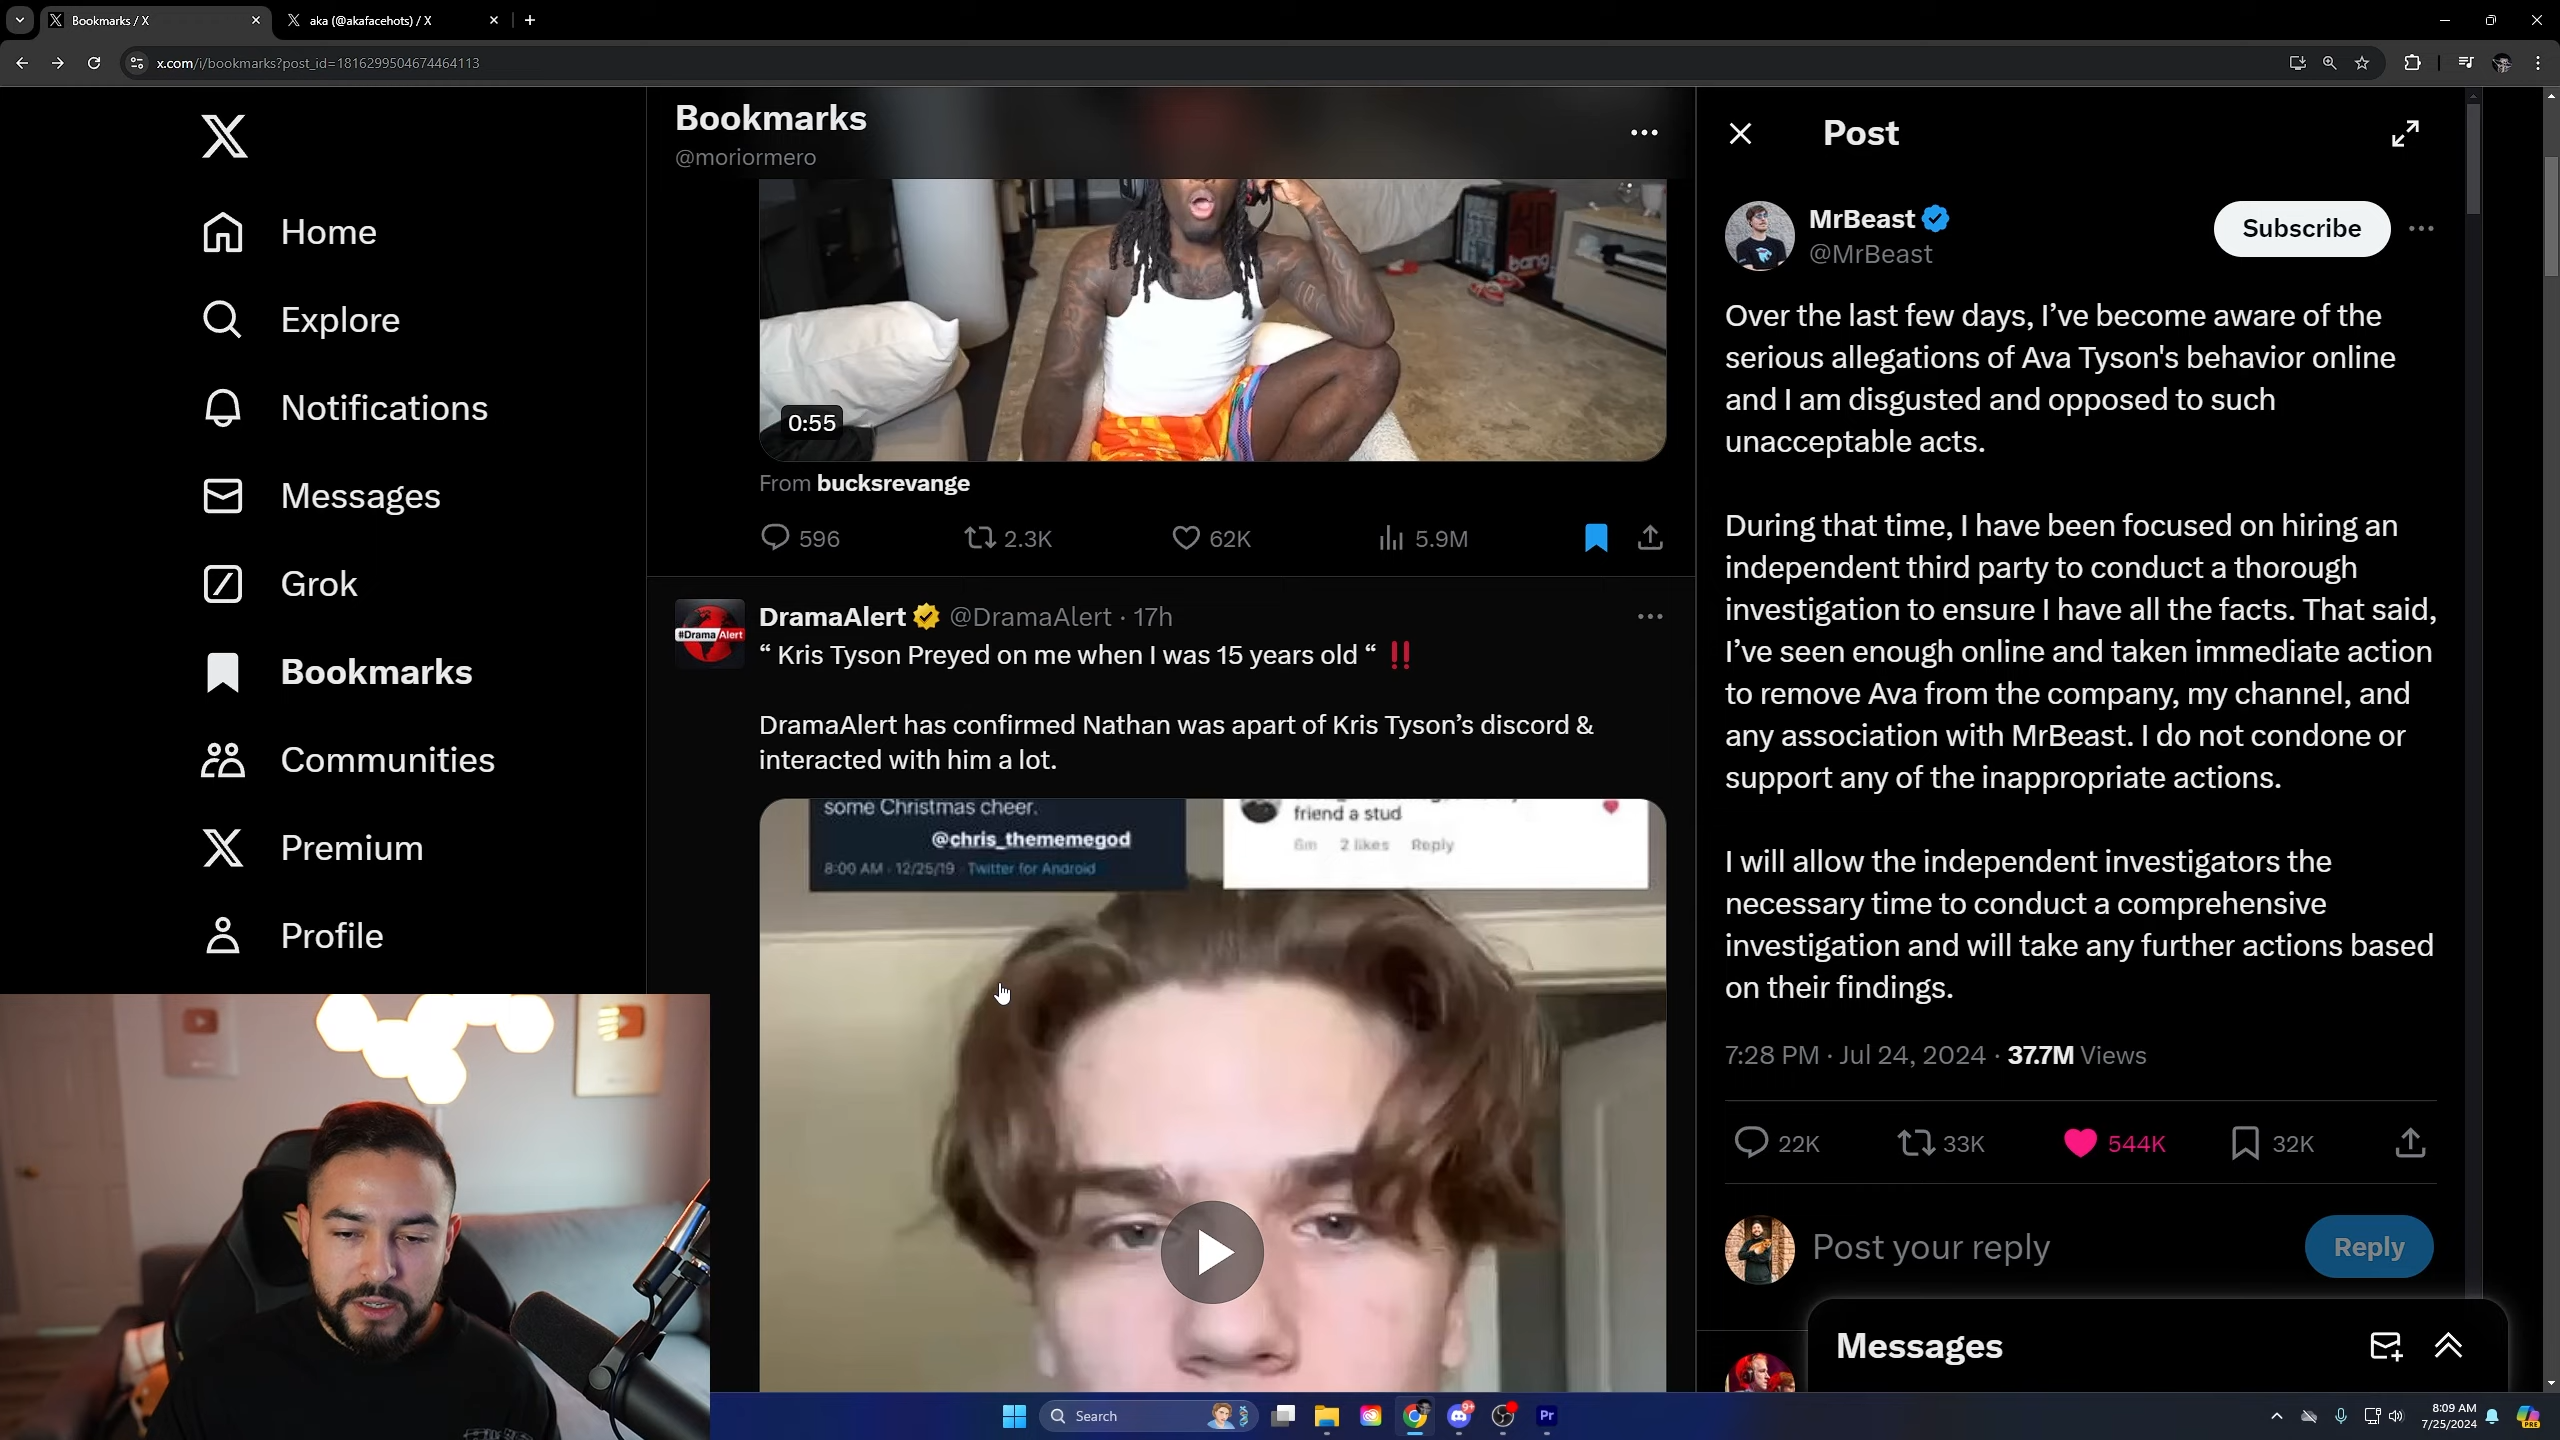 Bookmarks / X
aka (@akafacehots) / X
x.com/i/bookmarks?post_id=1816299504674464113
Home
Explore
Notifications
Messages
Grok
Bookmarks
Communities
Premium
Profile
Bookmarks
@moriormero
bang
0:55
From bucksrevange
596
2.3K
62K
5.9M
#DramaAlert
DramaAlert @DramaAlert · 17h
“ Kris Tyson Preyed on me when I was 15 years old “ ‼️
DramaAlert has confirmed Nathan was apart of Kris Tyson’s discord &
interacted with him a lot.
some Christmas cheer.
@chris_thememegod
8:00 AM · 12/25/19 · Twitter for Android
friend a stud
6m 2 likes Reply
Post
MrBeast
@MrBeast
Subscribe
Over the last few days, I’ve become aware of the
serious allegations of Ava Tyson's behavior online
and I am disgusted and opposed to such
unacceptable acts.
During that time, I have been focused on hiring an
independent third party to conduct a thorough
investigation to ensure I have all the facts. That said,
I’ve seen enough online and taken immediate action
to remove Ava from the company, my channel, and
any association with MrBeast. I do not condone or
support any of the inappropriate actions.
I will allow the independent investigators the
necessary time to conduct a comprehensive
investigation and will take any further actions based
on their findings.
7:28 PM · Jul 24, 2024 · 37.7M Views
22K
33K
544K
32K
Post your reply
Reply
Messages
Search
Pr
9+
8:09 AM
7/25/2024
PRE